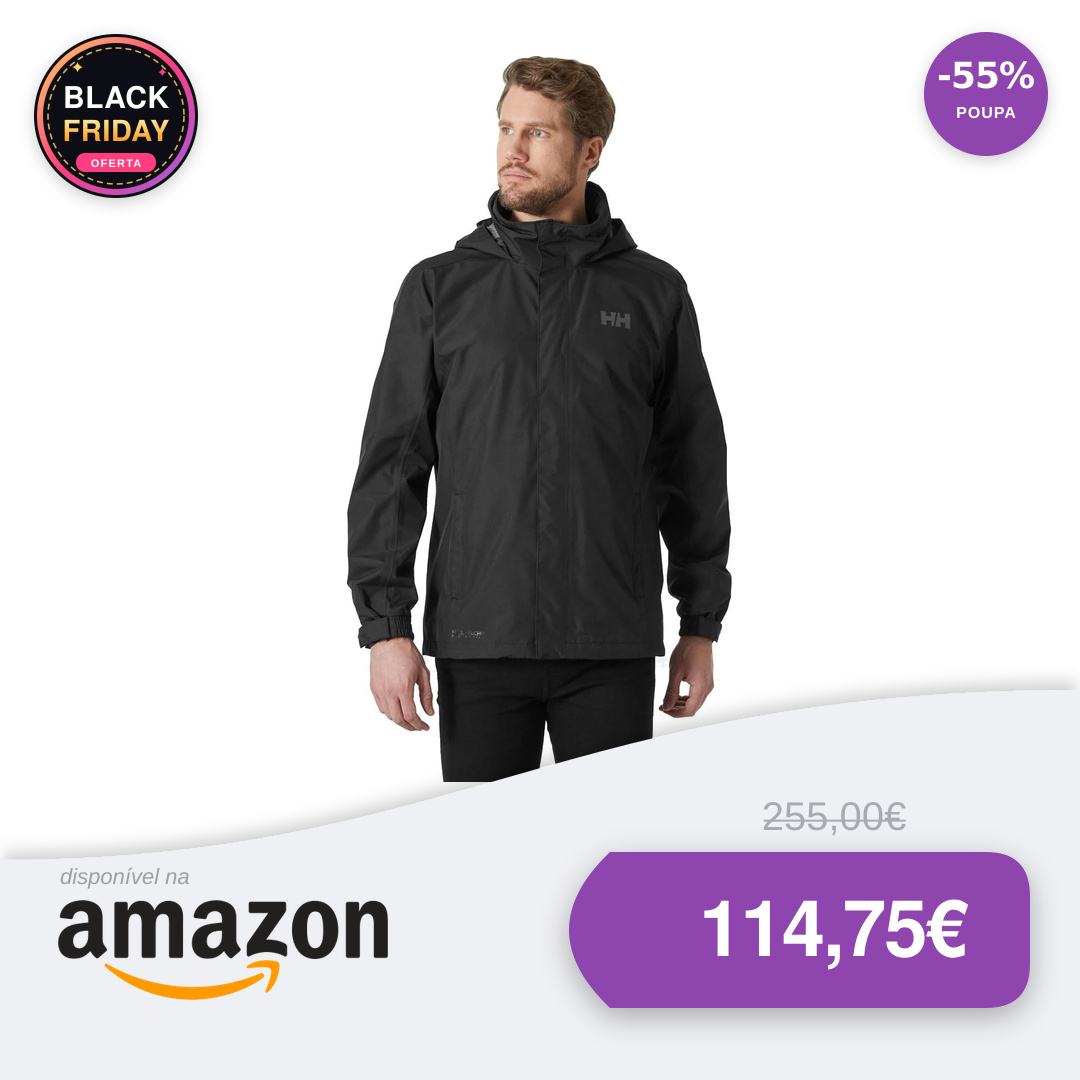 BLACK
FRIDAY
OFERTA
-55%
POUPA
HH
255,00€
disponível na
amazon
114,75€